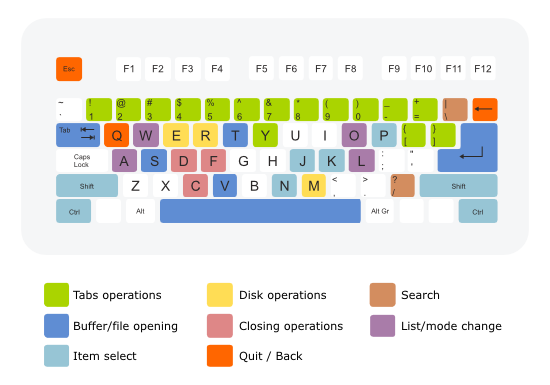 Esc F1 F2 F3 F4 F5 F6 F7 F8 F9 F10 F11 F12
~ ! @ # $ % ^ & * ( ) _ + |
. 1 2 3 4 5 6 7 8 9 0 - = \
Tab Q W E R T Y U I O P { }
[ ]
Caps Lock A S D F G H J K L : "
; '
Shift Z X C V B N M < > ? Shift
, . /
Ctrl Alt Alt Gr Ctrl
Tabs operations Disk operations Search
Buffer/file opening Closing operations List/mode change
Item select Quit / Back